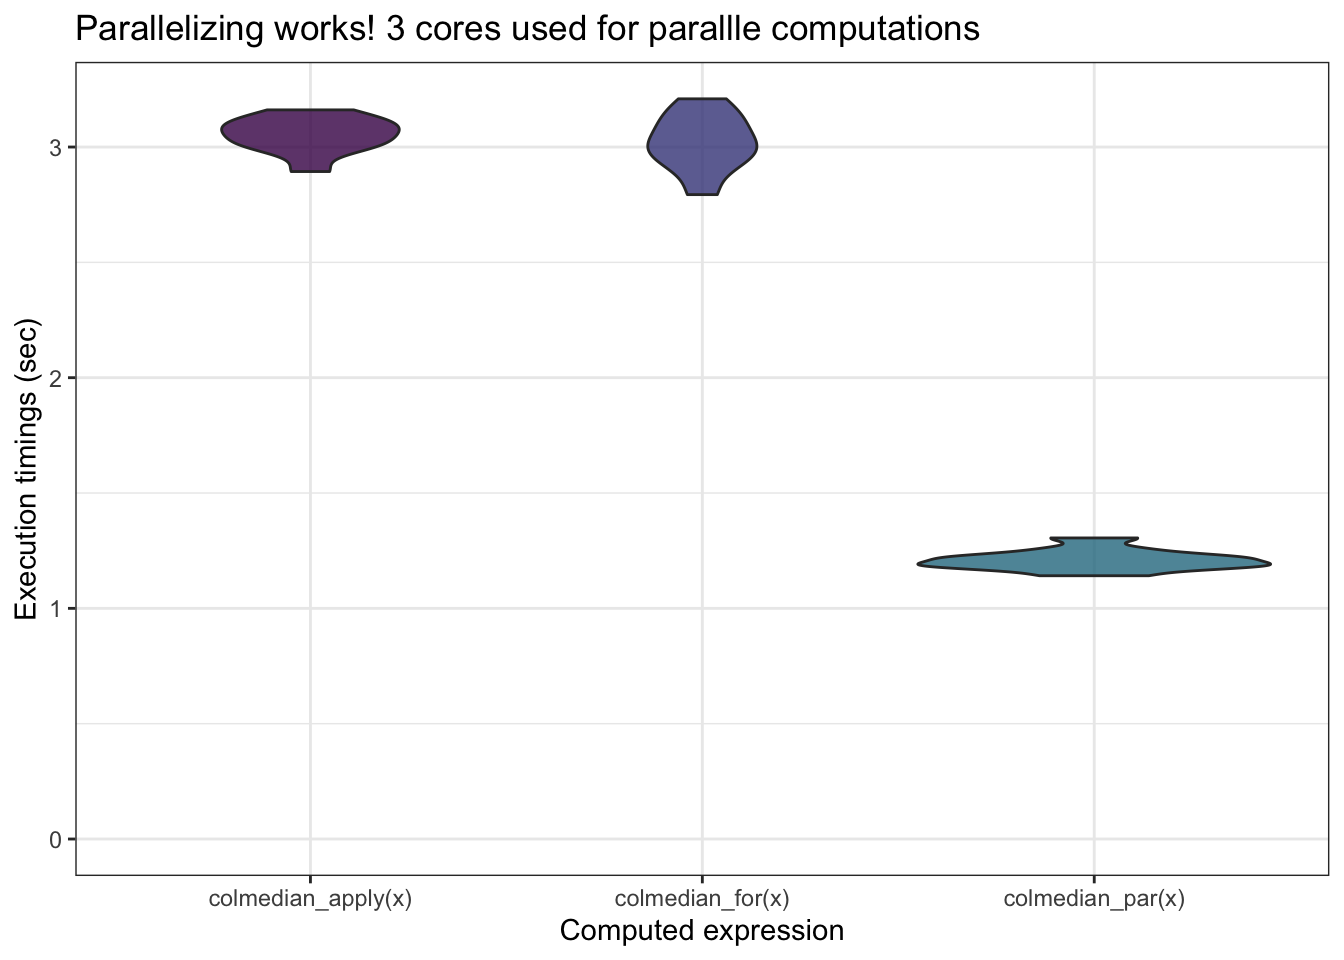 Parallelizing works! 3 cores used for parallle computations
Execution timings (sec)
3
2
1
0
colmedian_apply(x) colmedian_for(x) colmedian_par(x)
Computed expression